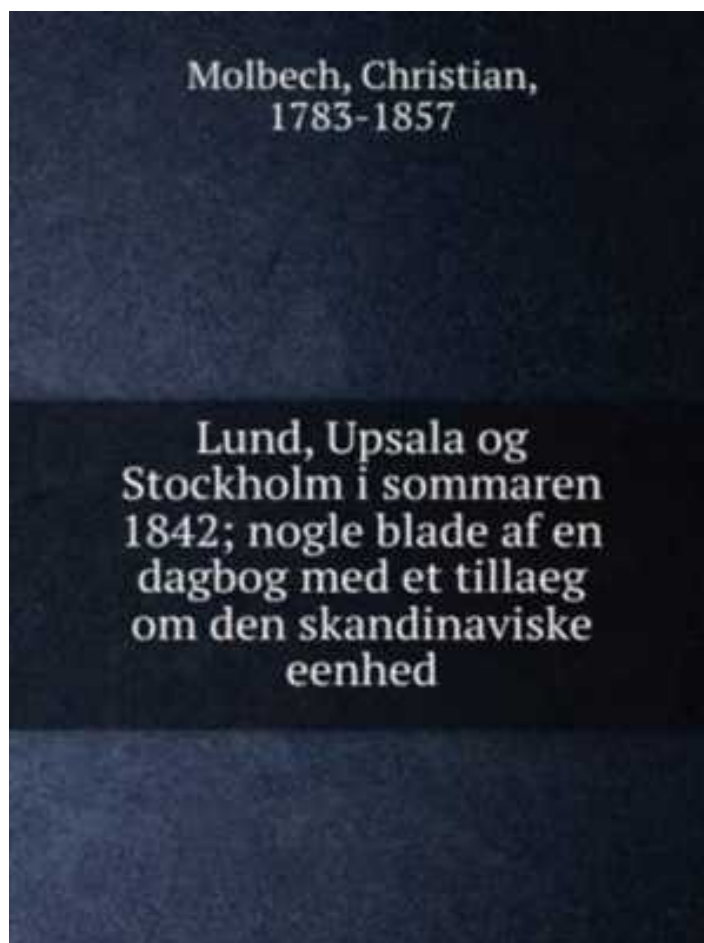 Molbech, Christian,
1783-1857
Lund, Upsala og
Stockholm i sommaren
1842; nogle blade af en
dagbog med et tillaeg
om den skandinaviske
eenhed